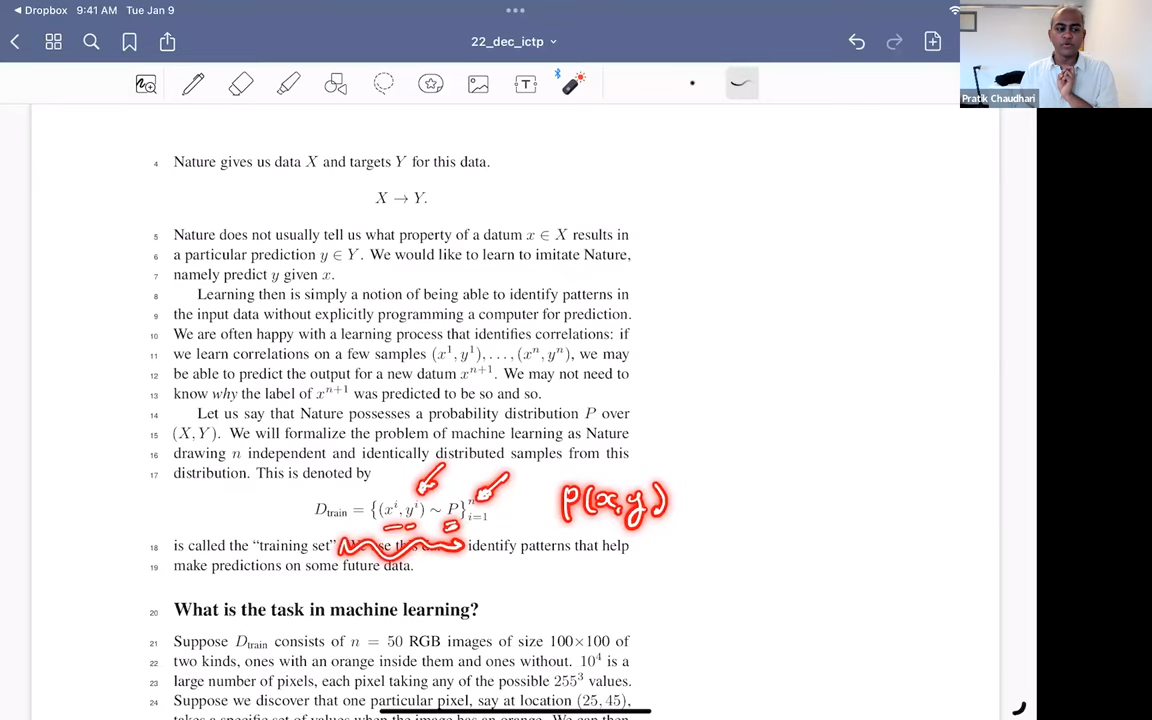 Dropbox 9:41 AM Tue Jan 9
22_dec_ictp
Pratik Chaudhari
4 Nature gives us data X and targets Y for this data.
X → Y.
5 Nature does not usually tell us what property of a datum x ∈ X results in
6 a particular prediction y ∈ Y. We would like to learn to imitate Nature,
7 namely predict y given x.
8 Learning then is simply a notion of being able to identify patterns in
9 the input data without explicitly programming a computer for prediction.
10 We are often happy with a learning process that identifies correlations: if
11 we learn correlations on a few samples (x¹, y¹), . . . , (xⁿ, yⁿ), we may
12 be able to predict the output for a new datum xⁿ⁺¹. We may not need to
13 know why the label of xⁿ⁺¹ was predicted to be so and so.
14 Let us say that Nature possesses a probability distribution P over
15 (X, Y). We will formalize the problem of machine learning as Nature
16 drawing n independent and identically distributed samples from this
17 distribution. This is denoted by
D_train = {(xⁱ, yⁱ) ∼ P}ⁿᵢ₌₁ P(x,y)
18 is called the “training set” identify patterns that help
19 make predictions on some future data.
20 What is the task in machine learning?
21 Suppose D_train consists of n = 50 RGB images of size 100×100 of
22 two kinds, ones with an orange inside them and ones without. 10⁴ is a
23 large number of pixels, each pixel taking any of the possible 255³ values.
24 Suppose we discover that one particular pixel, say at location (25, 45),